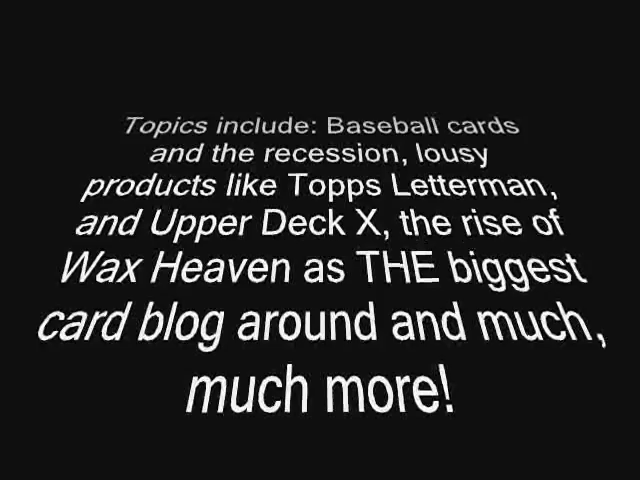 Topics include: Baseball cards
and the recession, lousy
products like Topps Letterman,
and Upper Deck X, the rise of
Wax Heaven as THE biggest
card blog around and much,
much more!